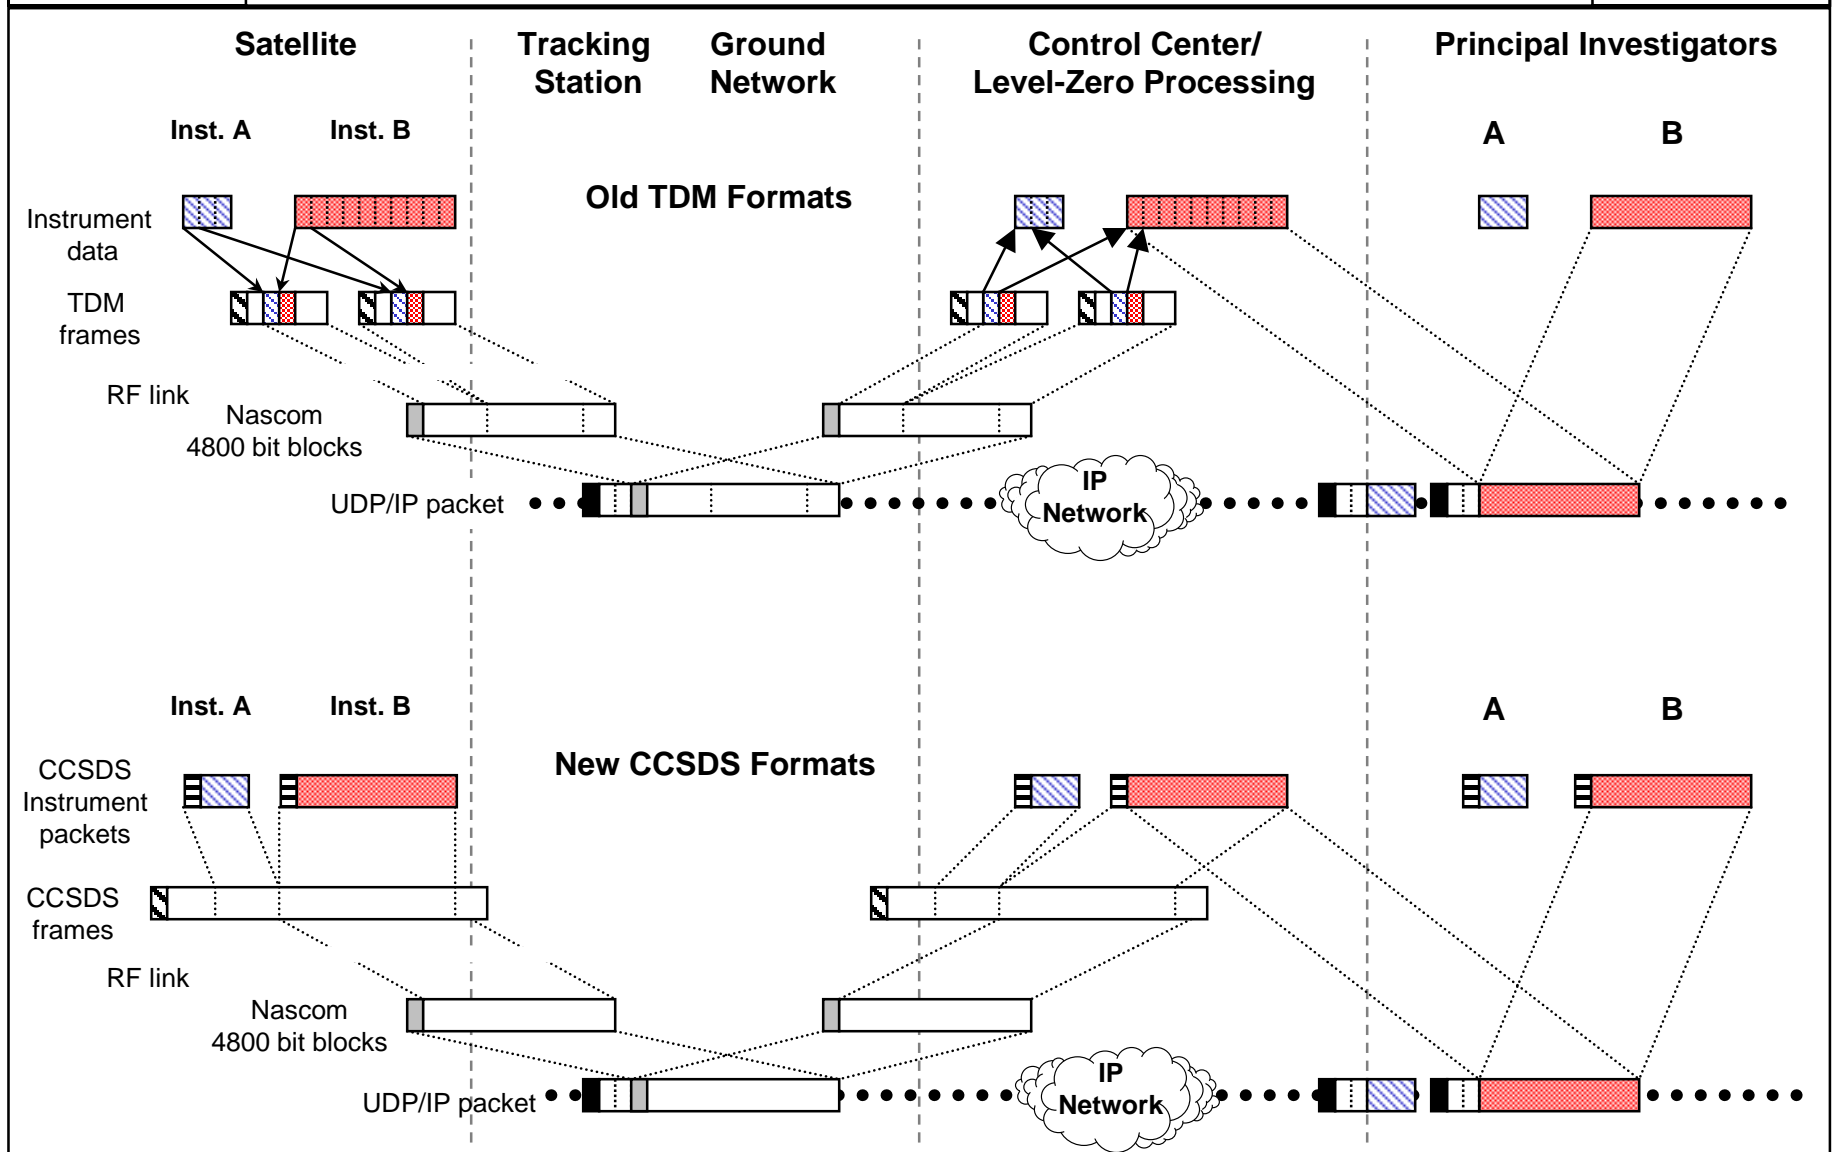 Satellite
Tracking
Station
Ground
Network
Control Center/
Level-Zero Processing
Principal Investigators
Inst. A
Inst. B
A
B
Old TDM Formats
Instrument
data
TDM
frames
RF link
Nascom
4800 bit blocks
UDP/IP packet
IP
Network
Inst. A
Inst. B
A
B
New CCSDS Formats
CCSDS
Instrument
packets
CCSDS
frames
RF link
Nascom
4800 bit blocks
UDP/IP packet
IP
Network